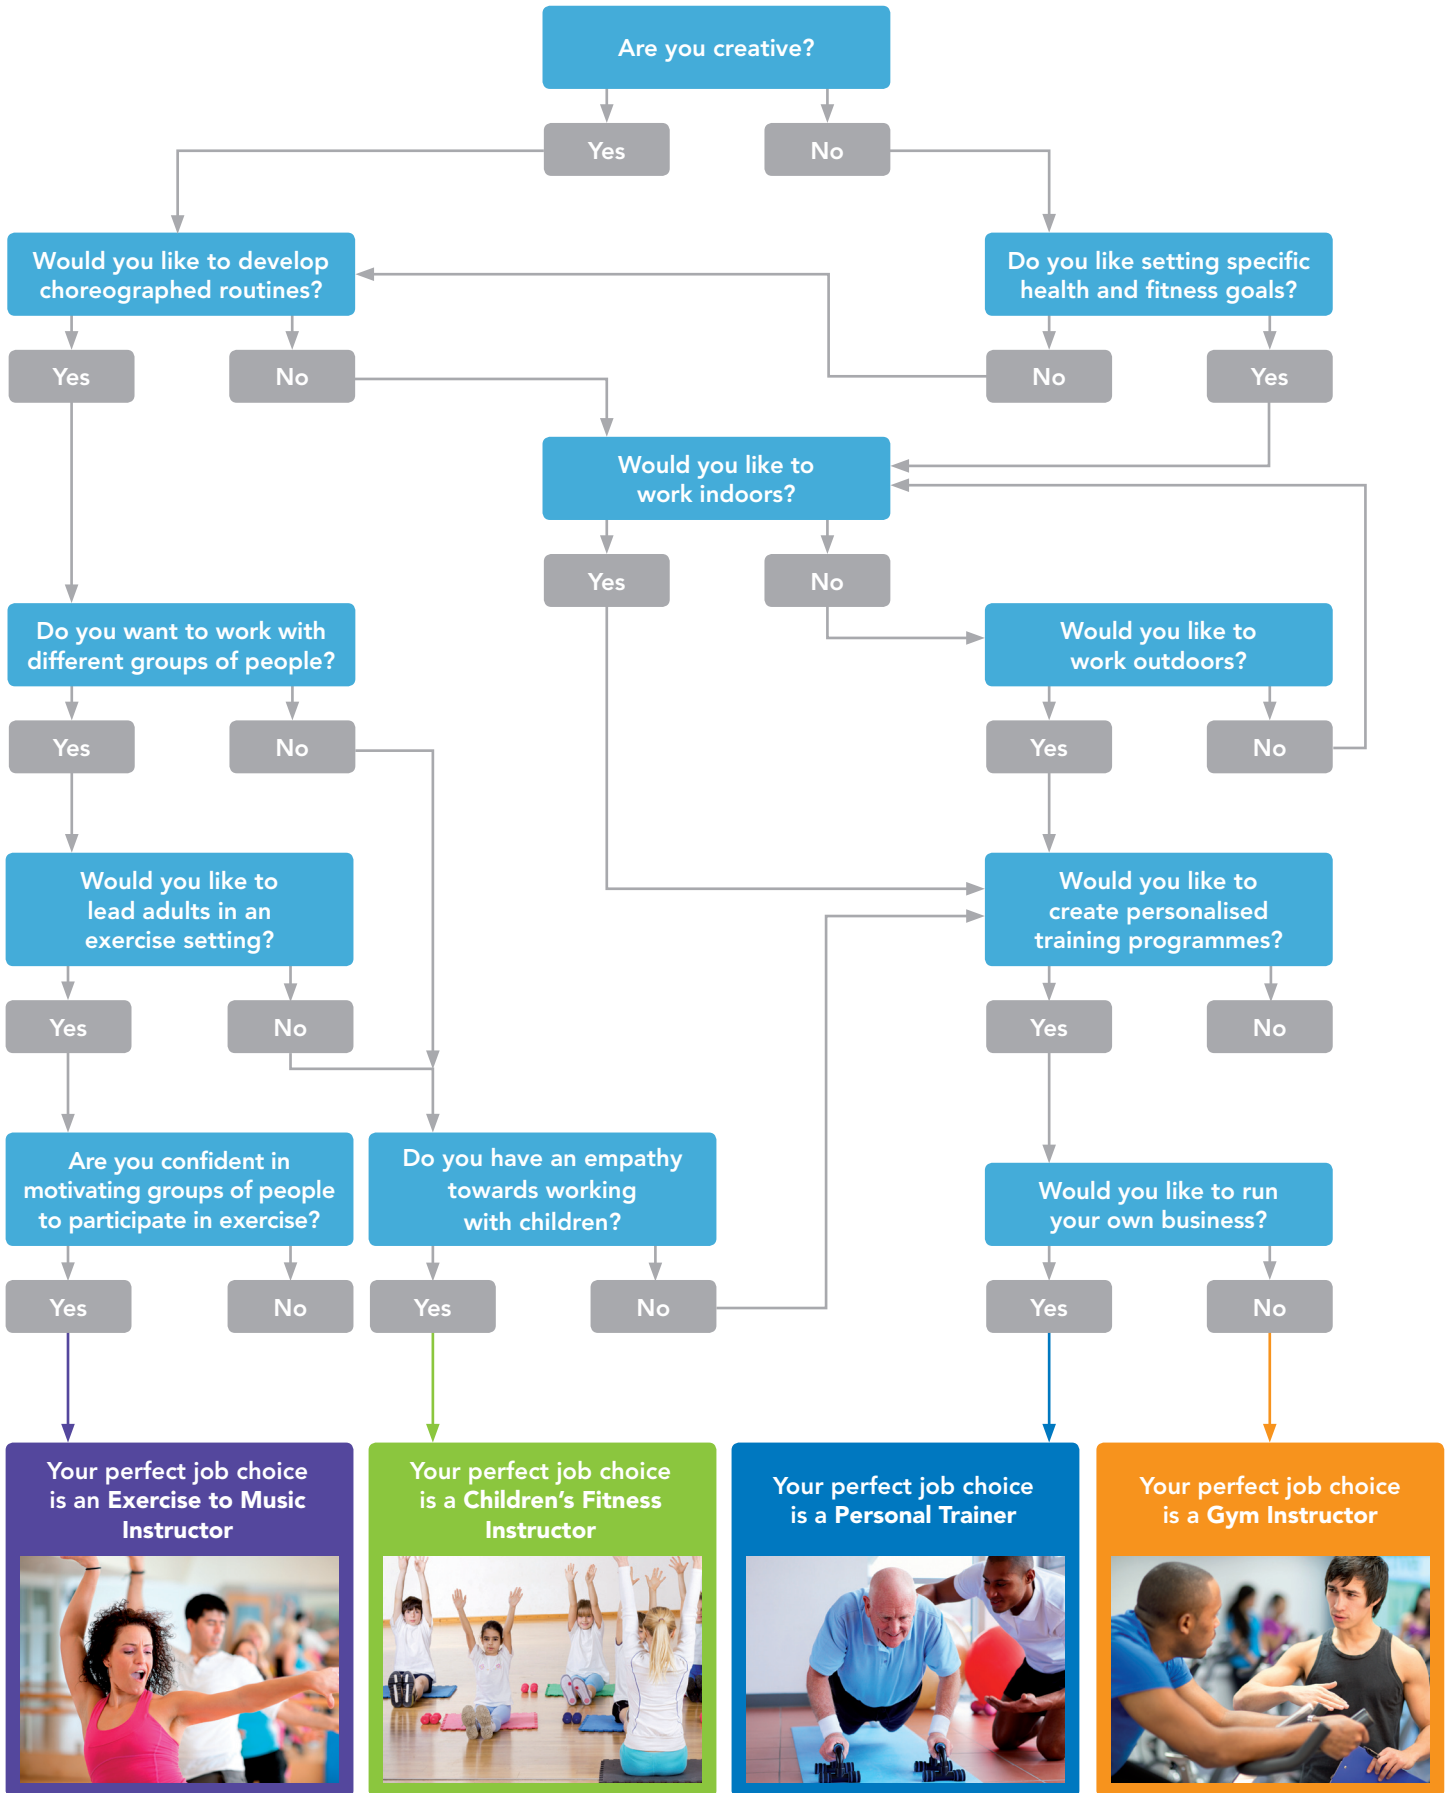 Are you creative?
Yes
No
Would you like to develop
choreographed routines?
Do you like setting specific
health and fitness goals?
Yes
No
No
Yes
Would you like to
work indoors?
Yes
No
Do you want to work with
different groups of people?
Would you like to
work outdoors?
Yes
No
Yes
No
Would you like to
lead adults in an
exercise setting?
Would you like to
create personalised
training programmes?
Yes
No
Yes
No
Are you confident in
motivating groups of people
to participate in exercise?
Do you have an empathy
towards working
with children?
Would you like to run
your own business?
Yes
No
Yes
No
Yes
No
Your perfect job choice
is an Exercise to Music
Instructor
Your perfect job choice
is a Children’s Fitness
Instructor
Your perfect job choice
is a Personal Trainer
Your perfect job choice
is a Gym Instructor